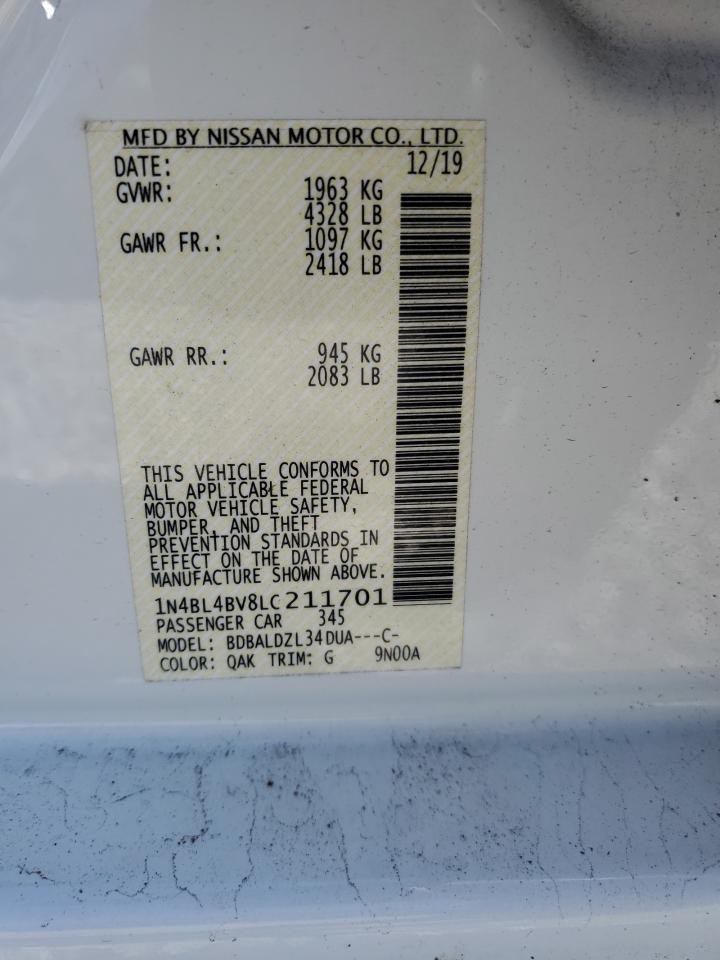 MFD BY NISSAN MOTOR CO., LTD.
DATE: 12/19
GVWR: 1963 KG
4328 LB
GAWR FR.: 1097 KG
2418 LB
GAWR RR.: 945 KG
2083 LB
THIS VEHICLE CONFORMS TO
ALL APPLICABLE FEDERAL
MOTOR VEHICLE SAFETY,
BUMPER, AND THEFT
PREVENTION STANDARDS IN
EFFECT ON THE DATE OF
MANUFACTURE SHOWN ABOVE.
1N4BL4BV8LC211701
PASSENGER CAR 345
MODEL: BDBALDZL34DUA---C-
COLOR: QAK TRIM: G 9N00A